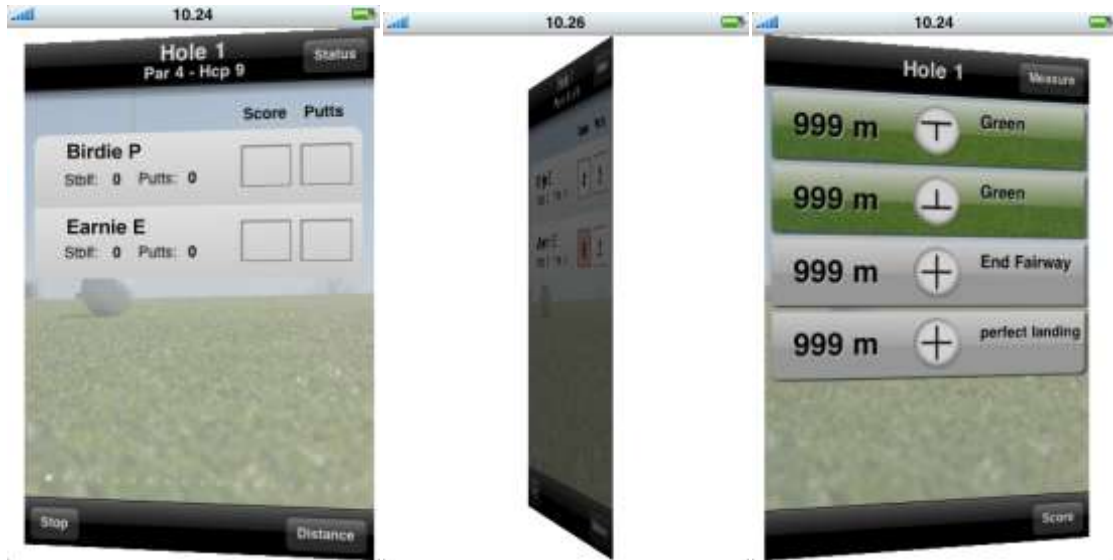 10.24
Hole 1
Status
Par 4 - Hcp 9
Score Putts
Birdie P
Stblf: 0 Putts: 0
Earnie E
Stblf: 0 Putts: 0
Stop
Distance
10.26
10.24
Hole 1
Measure
999 m Green
999 m Green
999 m End Fairway
999 m perfect landing
Score